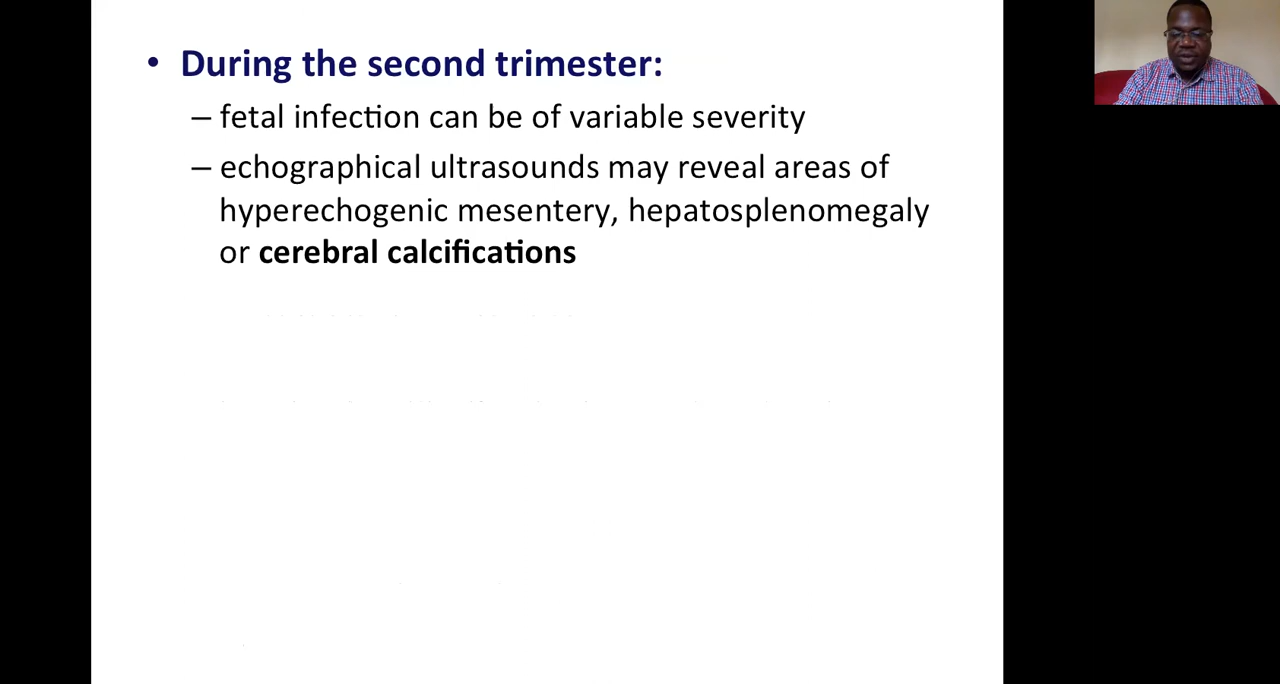 • During the second trimester:
– fetal infection can be of variable severity
– echographical ultrasounds may reveal areas of
hyperechogenic mesentery, hepatosplenomegaly
or cerebral calcifications